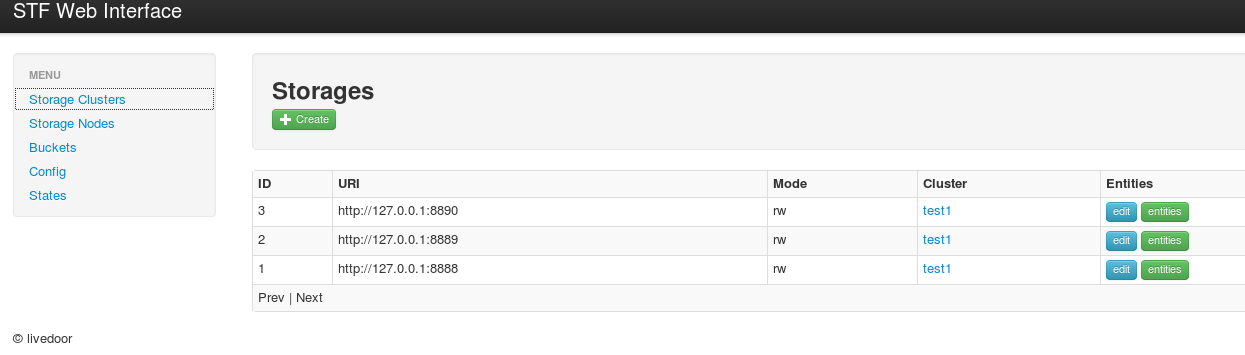 STF Web Interface
MENU
Storage Clusters
Storage Nodes
Buckets
Config
States
Storages
Create
ID URI Mode Cluster Entities
3 http://127.0.0.1:8890 rw test1 edit entities
2 http://127.0.0.1:8889 rw test1 edit entities
1 http://127.0.0.1:8888 rw test1 edit entities
Prev | Next
© livedoor